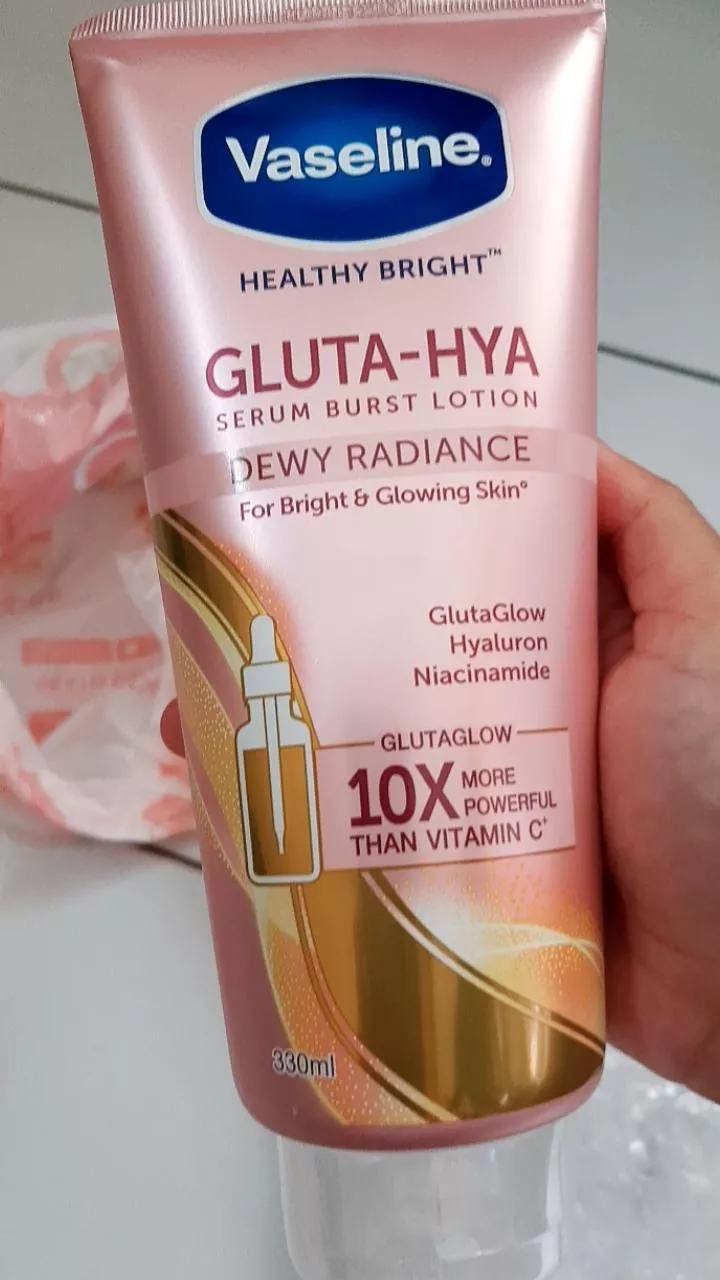 Vaseline®
HEALTHY BRIGHT™
GLUTA-HYA
SERUM BURST LOTION
DEWY RADIANCE
For Bright & Glowing Skin°
GlutaGlow
Hyaluron
Niacinamide
GLUTAGLOW
10X MORE
POWERFUL
THAN VITAMIN C⁺
330ml